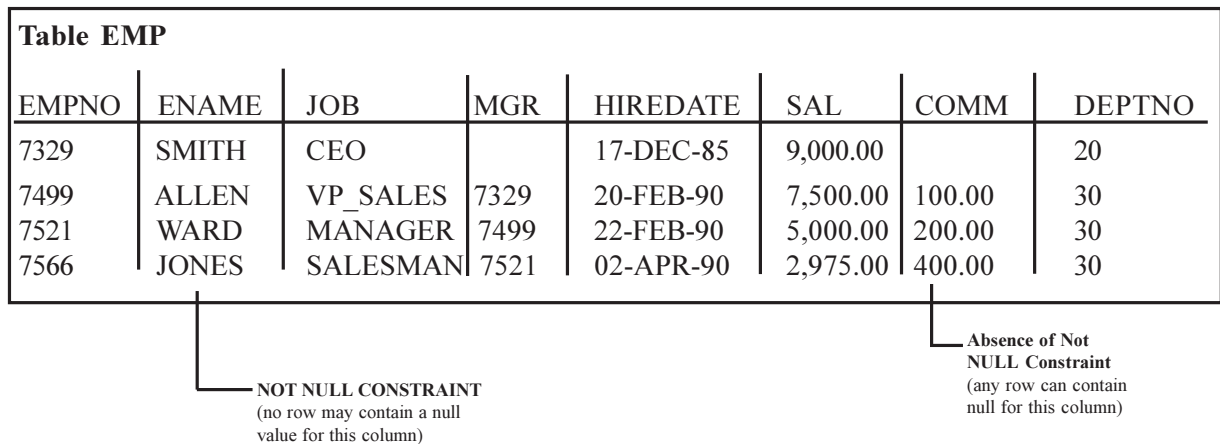 Table EMP
EMPNO ENAME JOB MGR HIREDATE SAL COMM DEPTNO
7329 SMITH CEO 17-DEC-85 9,000.00 20
7499 ALLEN VP_SALES 7329 20-FEB-90 7,500.00 100.00 30
7521 WARD MANAGER 7499 22-FEB-90 5,000.00 200.00 30
7566 JONES SALESMAN 7521 02-APR-90 2,975.00 400.00 30
NOT NULL CONSTRAINT
(no row may contain a null
value for this column)
Absence of Not
NULL Constraint
(any row can contain
null for this column)